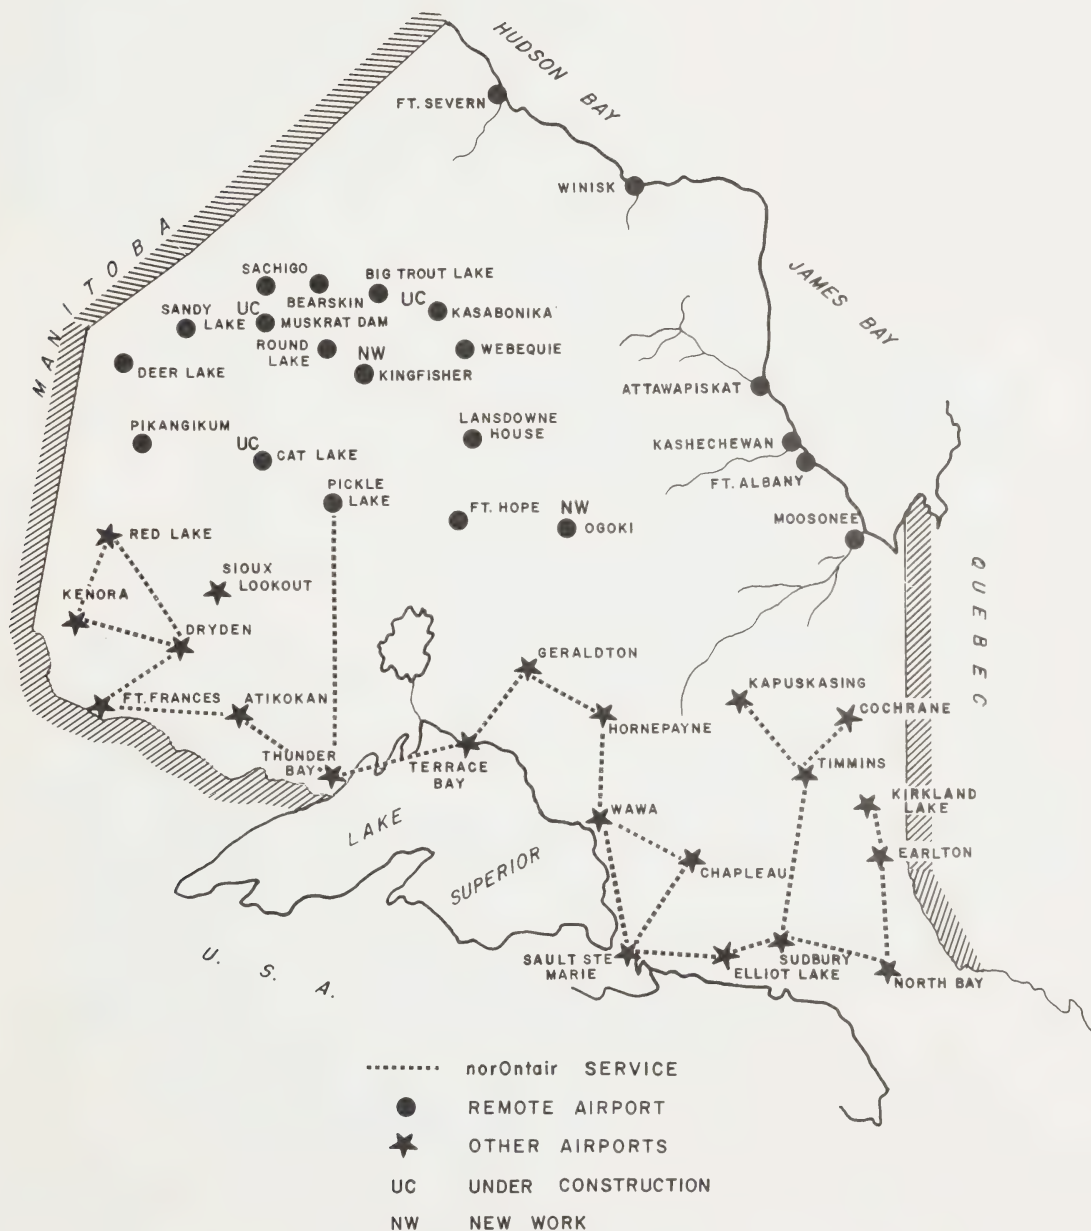 HUDSON BAY
FT. SEVERN
WINISK
MANITOBA
JAMES BAY
SACHIGO
BEARSKIN
BIG TROUT LAKE
UC
KASABONIKA
SANDY
LAKE
UC
MUSKRAT DAM
ROUND
LAKE
NW
KINGFISHER
WEBEQUIE
DEER LAKE
ATTAWAPISKAT
PIKANGIKUM
UC
CAT LAKE
LANSDOWNE
HOUSE
KASHECHEWAN
FT. ALBANY
PICKLE
LAKE
FT. HOPE
NW
OGOKI
MOOSONEE
RED LAKE
SIOUX
LOOKOUT
KENORA
DRYDEN
QUEBEC
GERALDTON
KAPUSKASING
FT. FRANCES
ATIKOKAN
HORNEPAYNE
COCHRANE
THUNDER
BAY
TERRACE
BAY
TIMMINS
KIRKLAND
LAKE
LAKE SUPERIOR
WAWA
EARLTON
CHAPLEAU
U. S. A.
SAULT STE
MARIE
ELLIOT LAKE
SUDBURY
NORTH BAY
norOntair SERVICE
REMOTE AIRPORT
OTHER AIRPORTS
UC UNDER CONSTRUCTION
NW NEW WORK